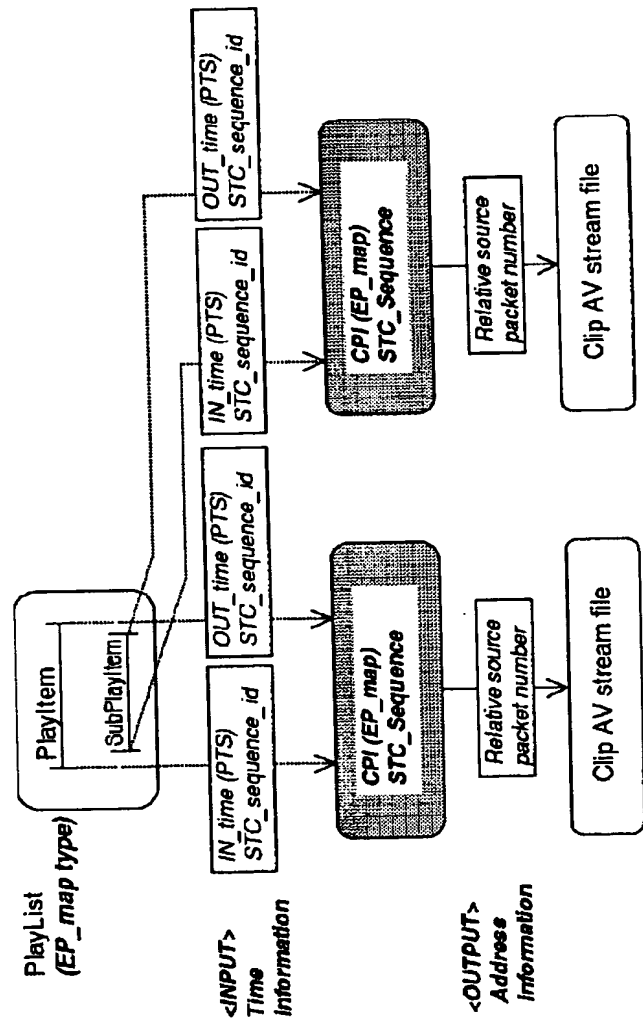 PlayList
(EP_map type)
PlayItem
SubPlayItem
<INPUT>
Time
Information
IN_time (PTS)
STC_sequence_id
OUT_time (PTS)
STC_sequence_id
IN_time (PTS)
STC_sequence_id
OUT_time (PTS)
STC_sequence_id
CPI (EP_map)
STC_Sequence
CPI (EP_map)
STC_Sequence
<OUTPUT>
Address
Information
Relative source
packet number
Relative source
packet number
Clip AV stream file
Clip AV stream file